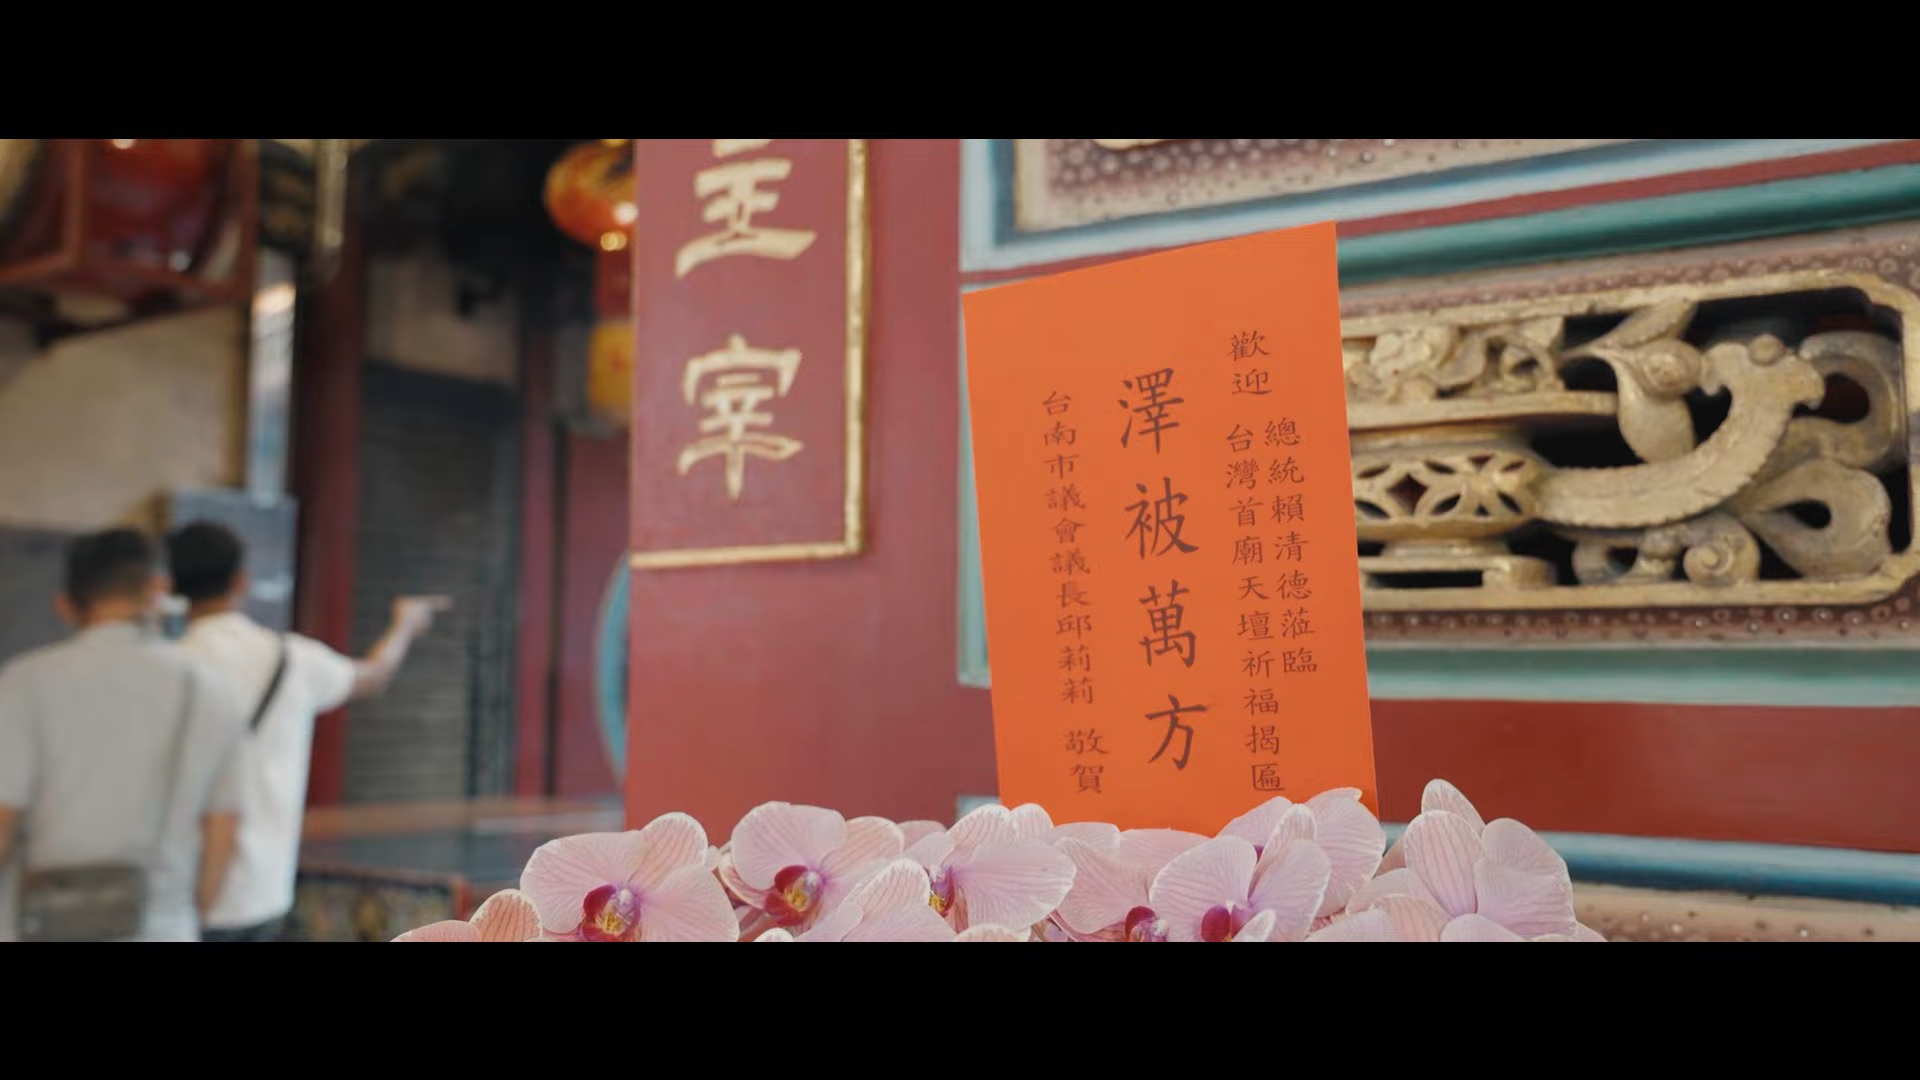 主宰
歡迎
總統賴清德蒞臨
台灣首廟天壇祈福揭匾
澤被萬方
台南市議會議長邱莉莉 敬賀